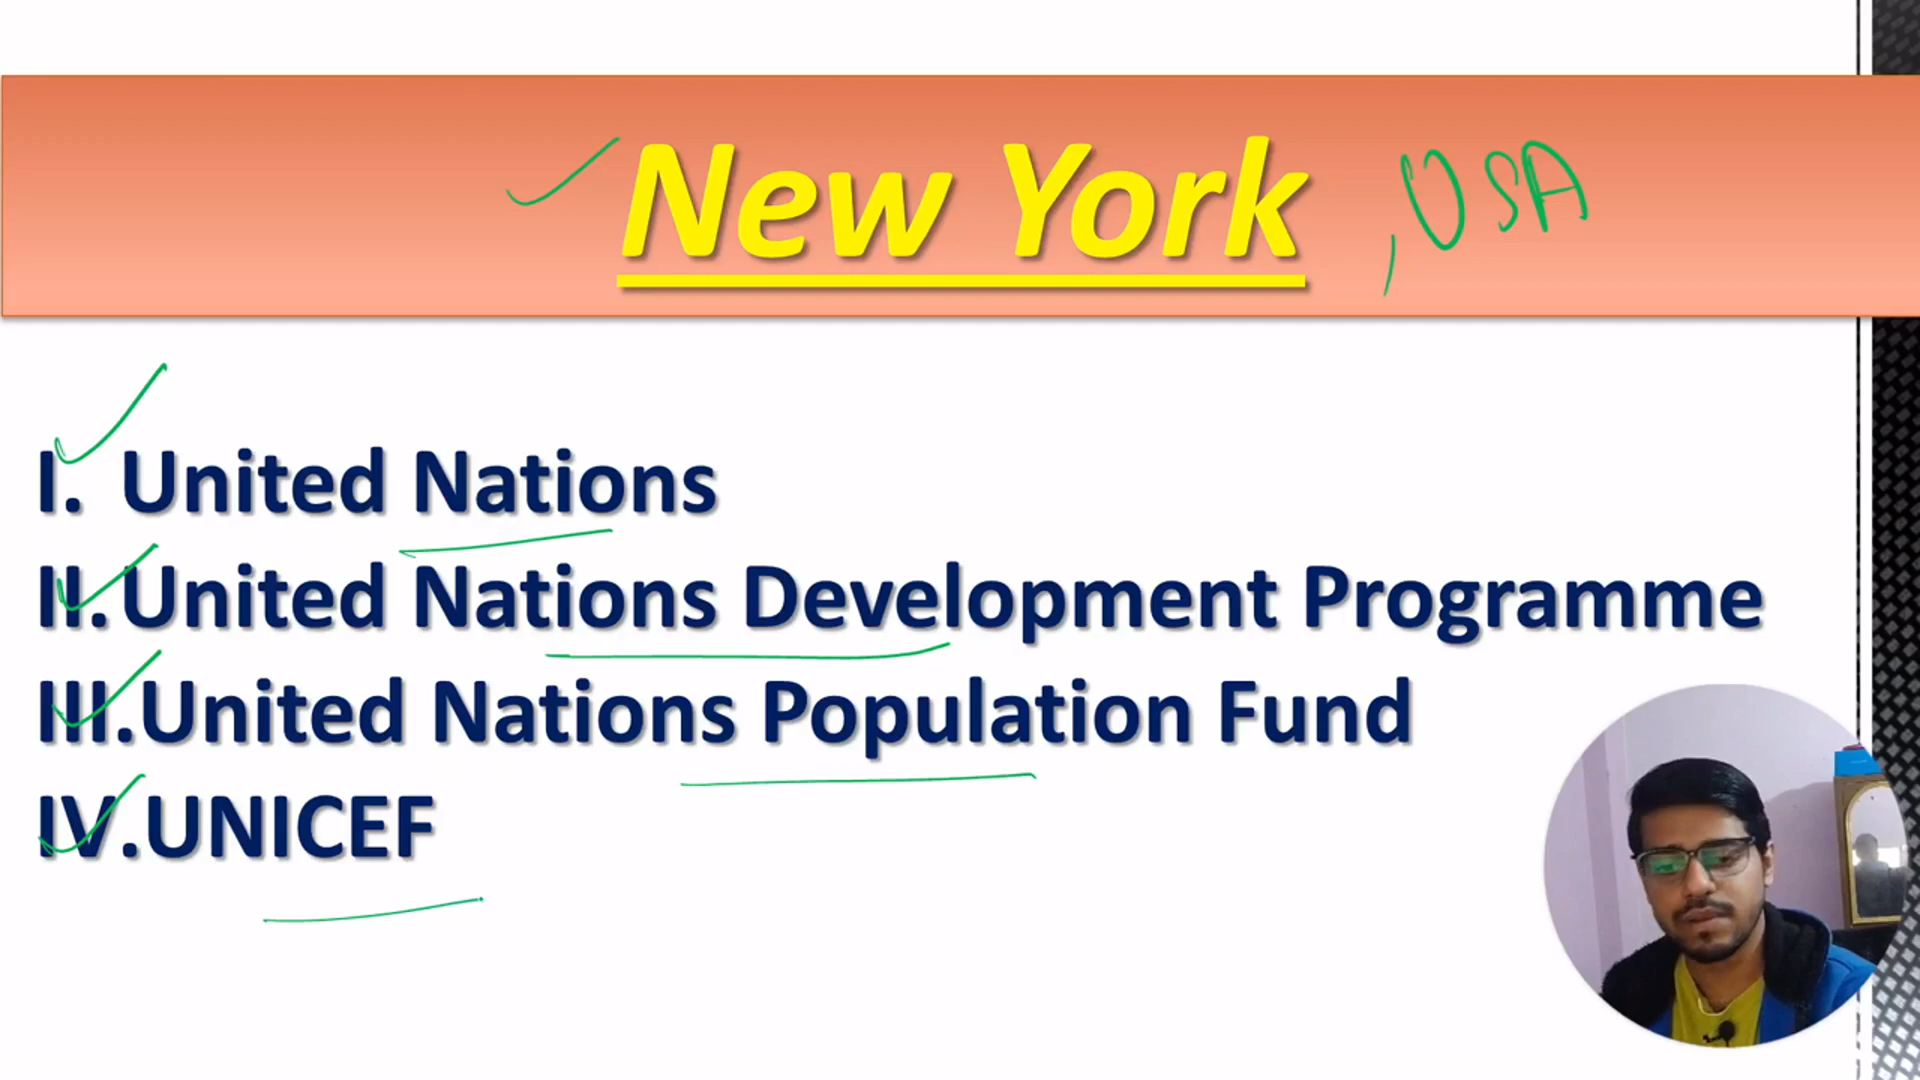 New York , USA
I. United Nations
II. United Nations Development Programme
III. United Nations Population Fund
IV. UNICEF